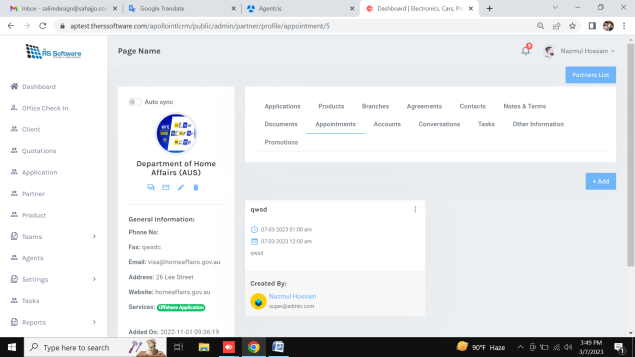 Inbox - salimdesign@sahejjo.com
Google Translate
Agentcis
Dashboard | Electronics, Cars, P
aptest.therssoftware.com/apollointlcrm/public/admin/partner/profile/appointment/5
RS Software
Page Name
9
Nazmul Hossain
Partners List
Dashboard
Office Check In
Client
Quotations
Application
Partner
Product
Teams
Agents
Settings
Tasks
Reports
Auto sync
Department of Home
Affairs (AUS)
General Information:
Phone No:
Fax: qwsdc
Email: visa@homeaffairs.gov.au
Address: 26 Lee Street
Website: homeaffairs.gov.au
Services: Offshore Application
Added On: 2022-11-01 09:36:19
Applications Products Branches Agreements Contacts Notes & Terms
Documents Appointments Accounts Conversations Tasks Other Information
Promotions
+ Add
qwsd
07-03-2023 01:00 am
07-03-2023 12:00 am
qwsd
Created By:
Nazmul Hossain
super@admin.com
Type here to search
90°F Haze
3:49 PM
3/7/2023